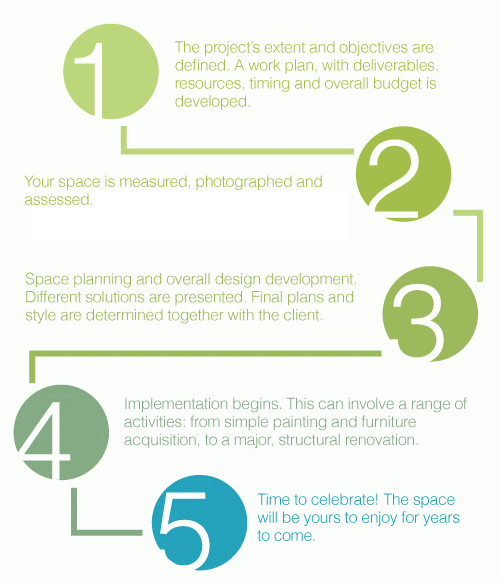 1
The project's extent and objectives are
defined. A work plan, with deliverables,
resources, timing and overall budget is
developed.
2
Your space is measured, photographed and
assessed.
3
Space planning and overall design development.
Different solutions are presented. Final plans and
style are determined together with the client.
4
Implementation begins. This can involve a range of
activities: from simple painting and furniture
acquisition, to a major, structural renovation.
5
Time to celebrate! The space
will be yours to enjoy for years
to come.